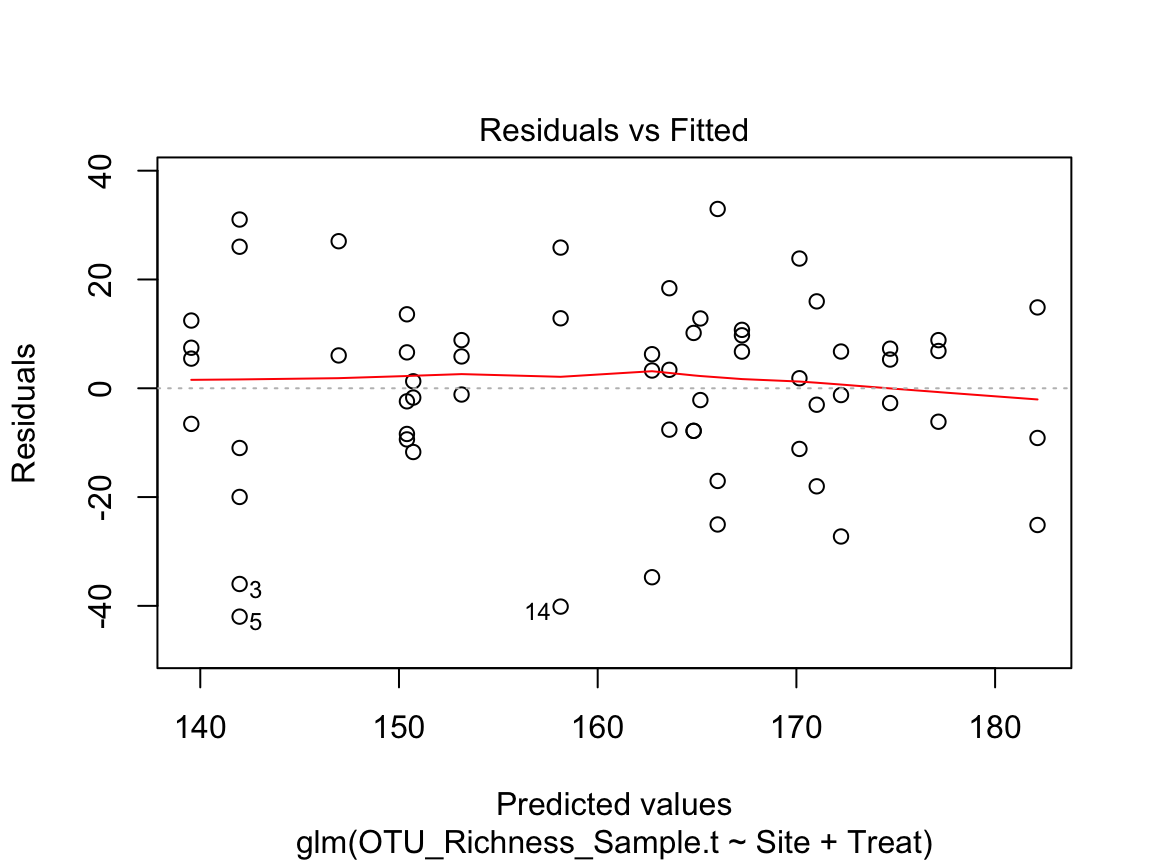 Residuals vs Fitted
40
20
0
-20
-40
Residuals
3
5
14
140 150 160 170 180
Predicted values
glm(OTU_Richness_Sample.t ~ Site + Treat)